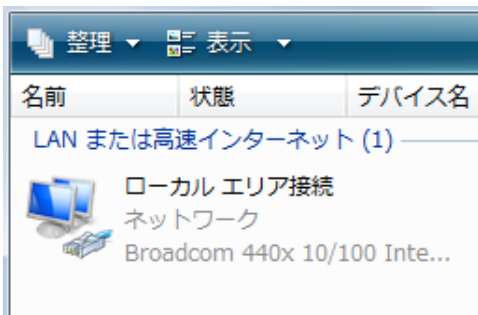 整理 表示
名前 状態 デバイス名
LAN または高速インターネット (1)
ローカル エリア接続
ネットワーク
Broadcom 440x 10/100 Inte...